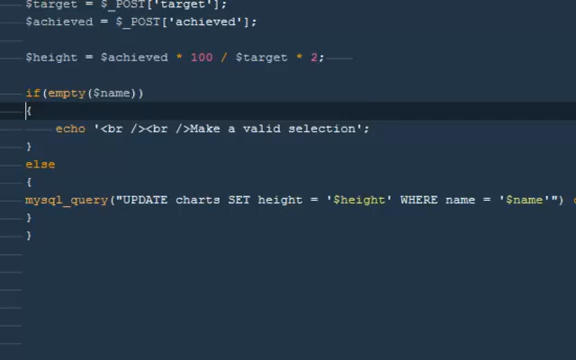 $target = $_POST['target'];
$achieved = $_POST['achieved'];
$height = $achieved * 100 / $target * 2;
if(empty($name))
{
echo '<br /><br />Make a valid selection';
}
else
{
mysql_query("UPDATE charts SET height = '$height' WHERE name = '$name'")
}
}